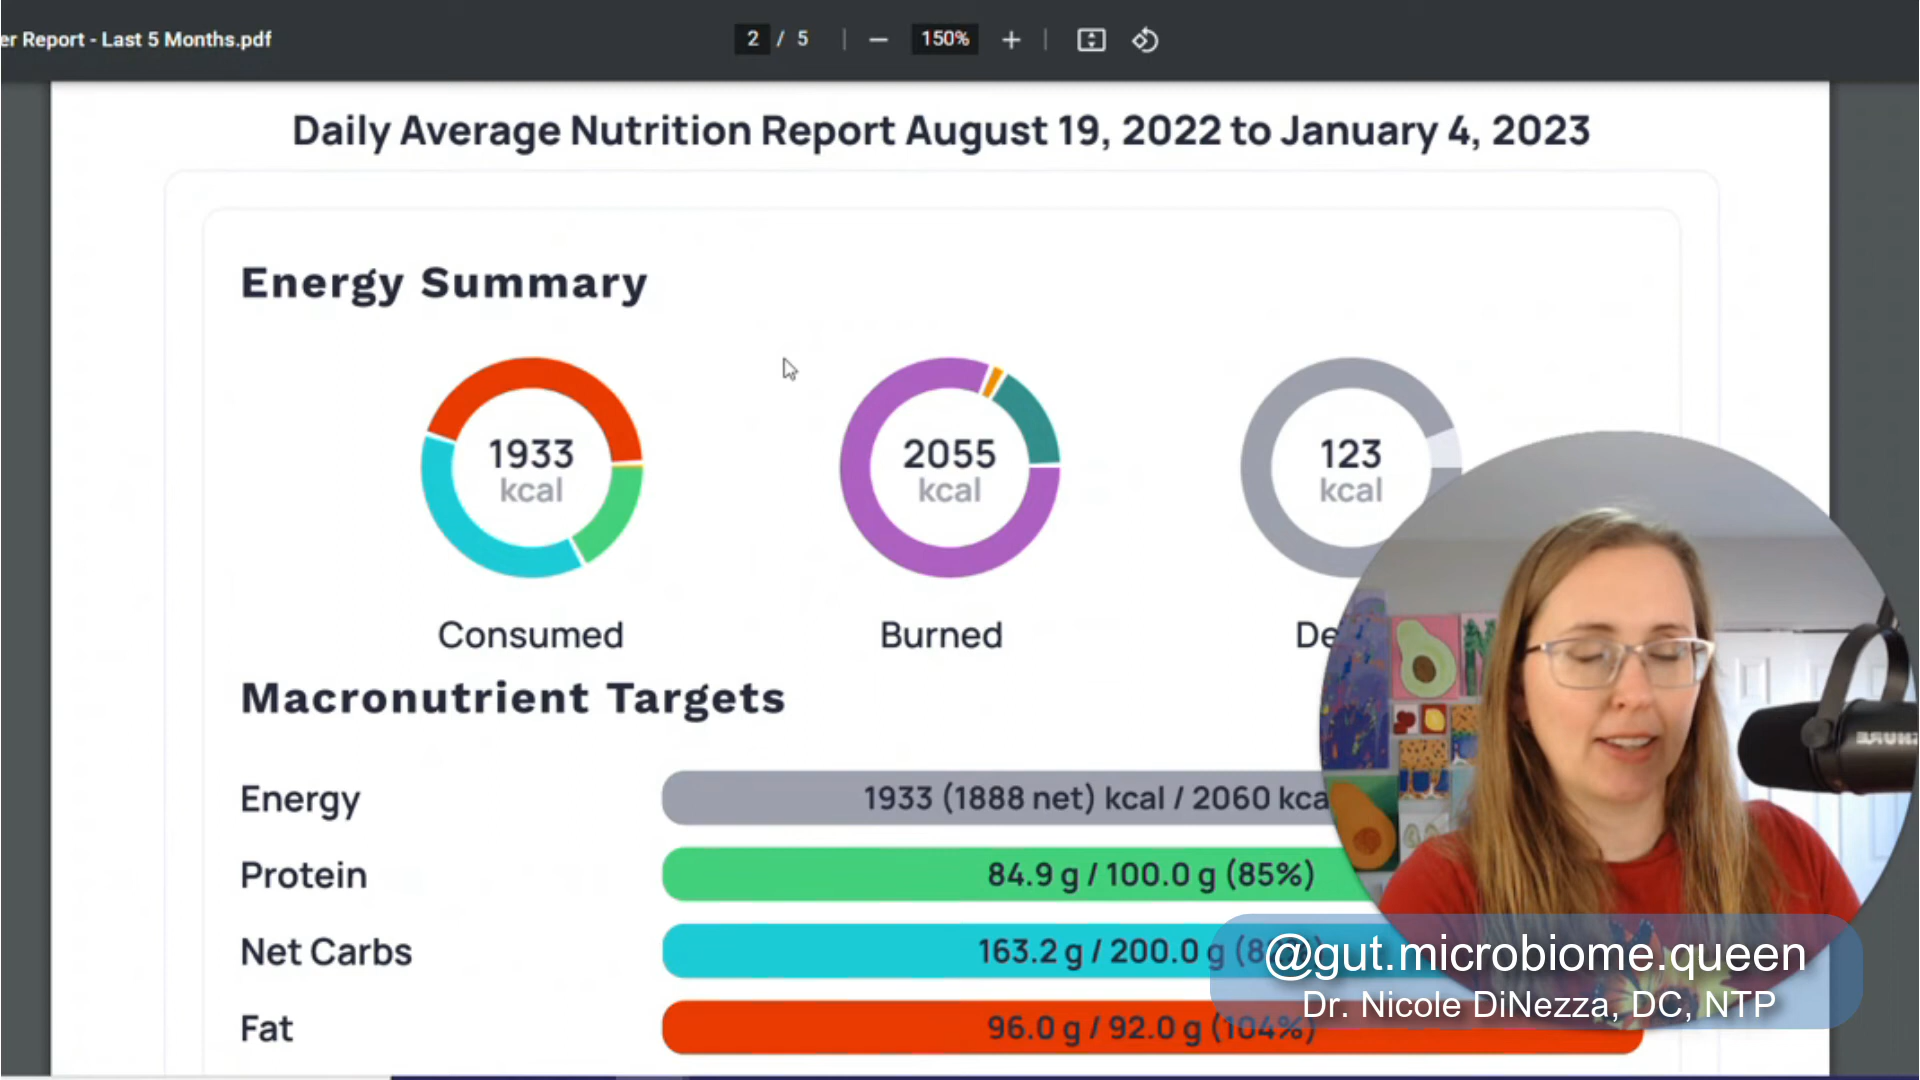 er Report - Last 5 Months.pdf
2 / 5
150%
Daily Average Nutrition Report August 19, 2022 to January 4, 2023
Energy Summary
1933 kcal
2055 kcal
123 kcal
Consumed
Burned
De
Macronutrient Targets
Energy
1933 (1888 net) kcal / 2060 kca
Protein
84.9 g / 100.0 g (85%)
Net Carbs
163.2 g / 200.0 g (8
Fat
96.0 g / 92.0 g (104%)
@gut.microbiome.queen
Dr. Nicole DiNezza, DC, NTP